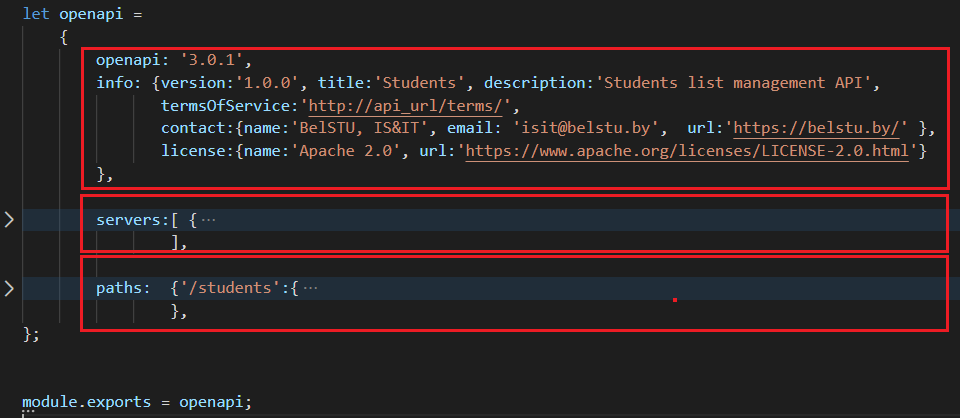 let openapi =
{
openapi: '3.0.1',
info: {version:'1.0.0', title:'Students', description:'Students list management API',
termsOfService:'http://api_url/terms/',
contact:{name:'BelSTU, IS&IT', email: 'isit@belstu.by',  url:'https://belstu.by/' },
license:{name:'Apache 2.0', url:'https://www.apache.org/licenses/LICENSE-2.0.html'}
},
servers:[ {···
],
paths:  {'/students':{···
},
};
module.exports = openapi;